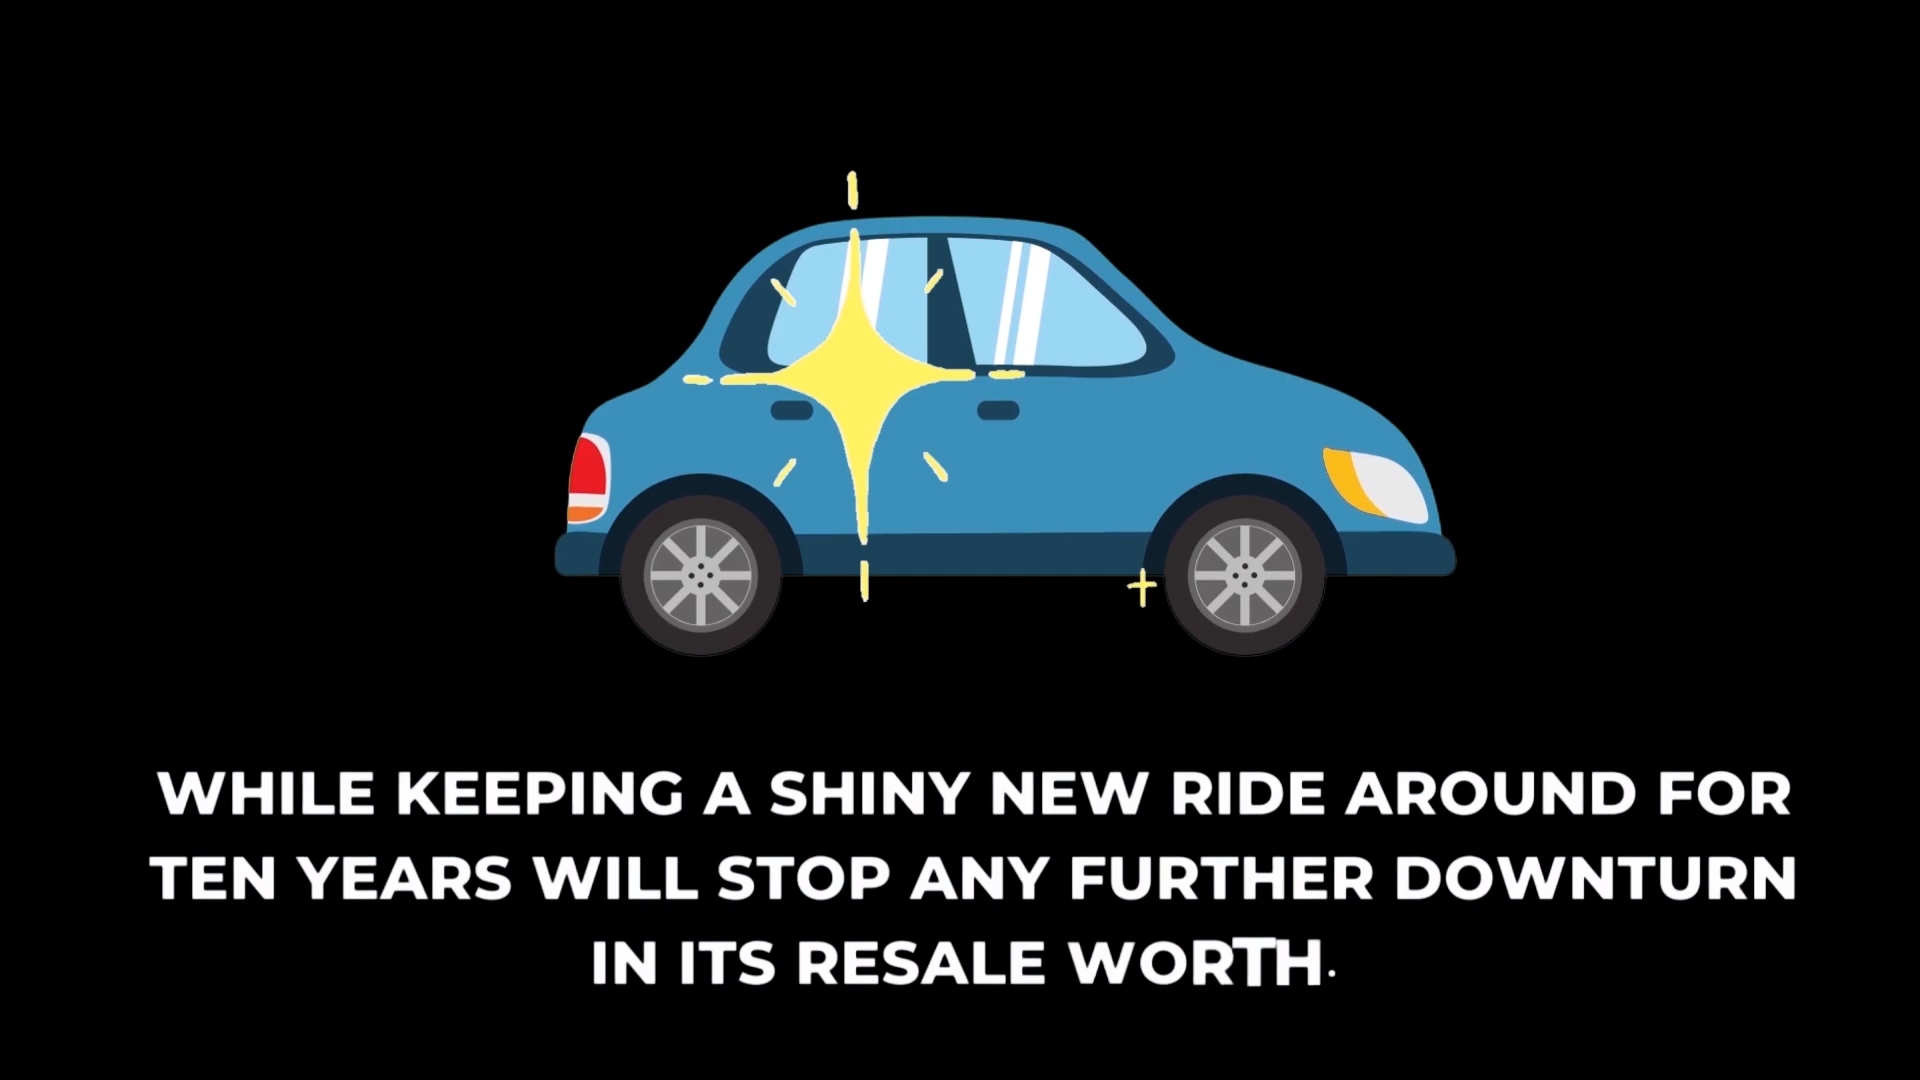 WHILE KEEPING A SHINY NEW RIDE AROUND FOR
TEN YEARS WILL STOP ANY FURTHER DOWNTURN
IN ITS RESALE WORTH.